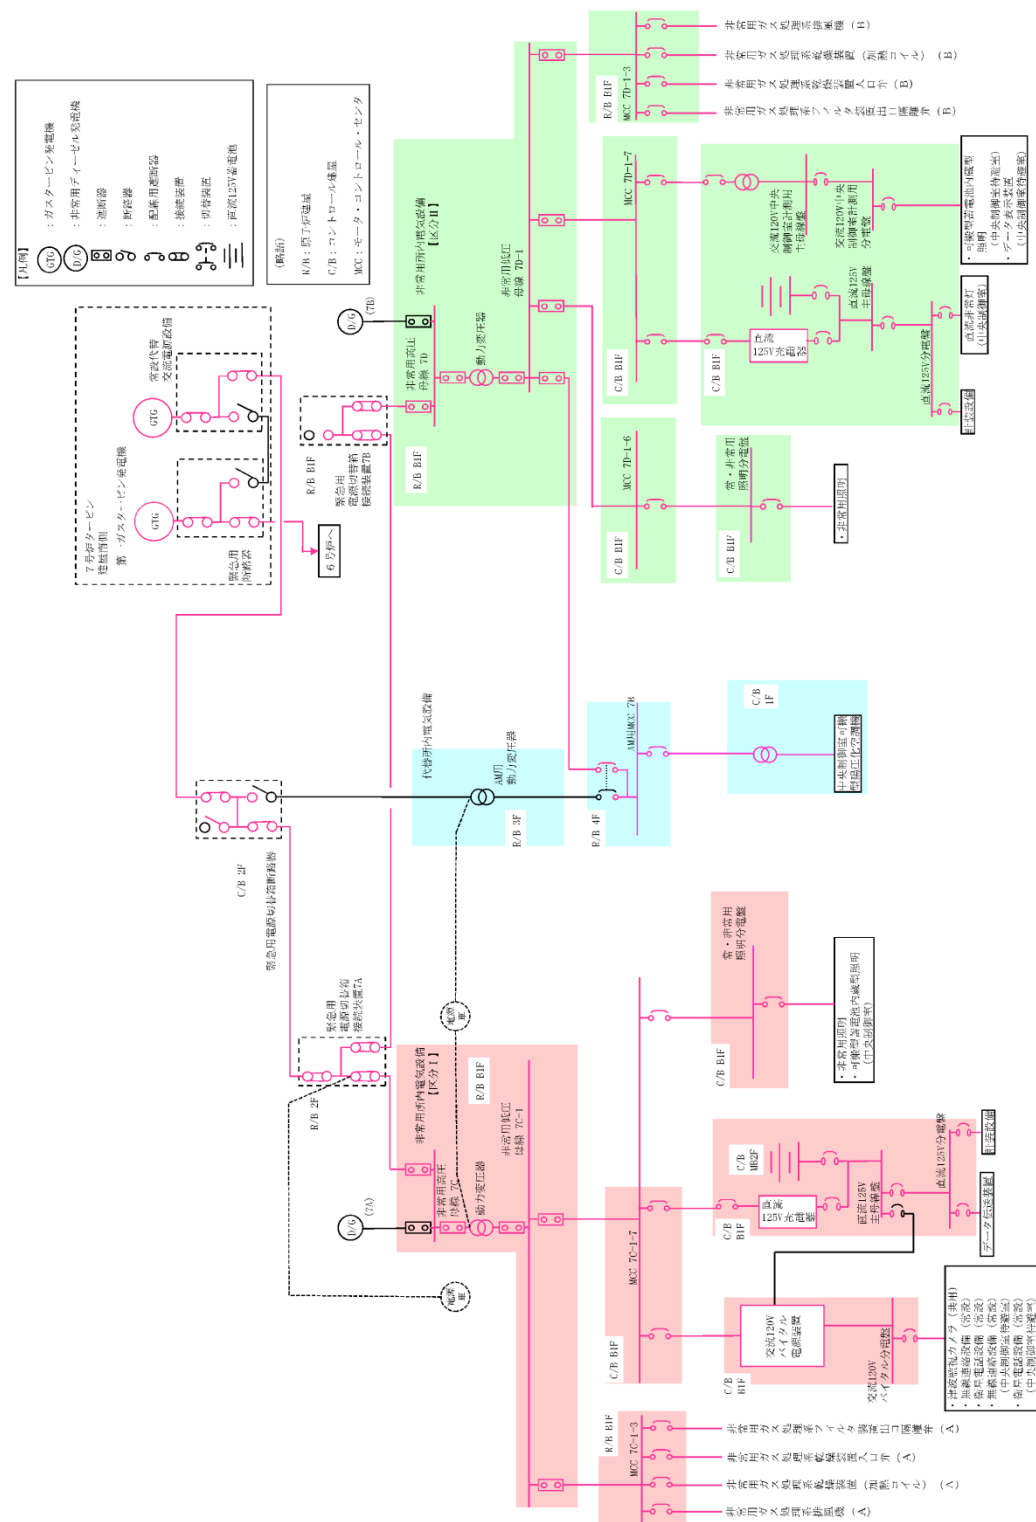 【凡例】
GTG
：ガスタービン発電機
D/G
：非常用ディーゼル発電機
：遮断器
：断路器
：配線用遮断器
：接続装置
：切替装置
：直流125V蓄電池
(略語)
R/B：原子炉建屋
C/B：コントロール建屋
MCC：モータ・コントロール・センタ
7号炉タービン
建屋南側
第一ガスタービン発電機
常設代替
交流電源設備
GTG
GTG
緊急用
断路器
6号炉へ
C/B 2F
緊急用電源切替箱断路器
R/B 2F
緊急用
電源切替箱
接続装置7A
R/B B1F
緊急用
電源切替箱
接続装置7B
電源
車
電源
車
D/G
(7A)
非常用所内電気設備
【区分Ⅰ】
非常用高圧
母線 7C
動力変圧器
R/B B1F
非常用低圧
母線 7C-1
代替所内電気設備
AM用
動力変圧器
R/B 3F
R/B 4F
AM用MCC 7B
C/B
1F
中央制御室可搬
型陽圧化空調機
D/G
(7B)
非常用所内電気設備
【区分Ⅱ】
非常用高圧
母線 7D
動力変圧器
R/B B1F
非常用低圧
母線 7D-1
R/B B1F
MCC 7C-1-3
非常用ガス処理系排風機 (A)
非常用ガス処理系乾燥装置 (加熱コイル) (A)
非常用ガス処理系乾燥装置入口弁 (A)
非常用ガス処理系フィルタ装置出口隔離弁 (A)
C/B B1F
MCC 7C-1-7
C/B
B1F
交流120V
バイタル
電源装置
交流120V
バイタル分電盤
・津波監視カメラ (共用)
・無線連絡設備 (常設)
・衛星電話設備 (常設)
・無線連絡設備 (常設)
(中央制御室待避室)
・衛星電話設備 (常設)
(中央制御室待避室)
C/B
B1F
直流
125V充電器
C/B
MB2F
直流125V
主母線盤
直流125V分電盤
データ伝送装置
計装設備
C/B B1F
常・非常用
照明分電盤
・非常用照明
・可搬型蓄電池内蔵型照明
(中央制御室)
C/B B1F
MCC 7D-1-6
C/B B1F
常・非常用
照明分電盤
・非常用照明
C/B B1F
MCC 7D-1-7
C/B B1F
直流
125V充電器
直流125V
主母線盤
直流125V分電盤
計装設備
直流非常灯
(中央制御室)
交流120V中央
制御室計測用
主母線盤
交流120V中央
制御室計測用
分電盤
・可搬型蓄電池内蔵型
照明
(中央制御室待避室)
・データ表示装置
(中央制御室待避室)
R/B B1F
MCC 7D-1-3
非常用ガス処理系フィルタ装置出口隔離弁 (B)
非常用ガス処理系乾燥装置入口弁 (B)
非常用ガス処理系乾燥装置 (加熱コイル) (B)
非常用ガス処理系排風機 (B)